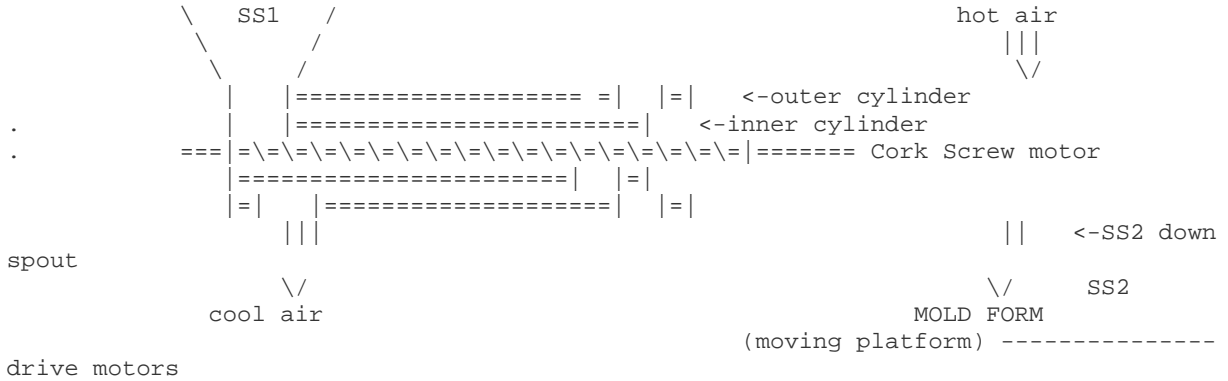 \   SS1   /                                           hot air
\       /                                                |||
\     /                                                  \/
|   |==================== =|  |=|   <-outer cylinder
.               |   |========================|   <-inner cylinder
.           ===|=\=\=\=\=\=\=\=\=\=\=\=\=\=\=\=\=\=|======= Cork Screw motor
|=======================|  |=|
|=|   |====================|   |=|
|||                                                ||   <-SS2 down
spout
\/                                               \/     SS2
cool air                                         MOLD FORM
(moving platform) ---------------
drive motors